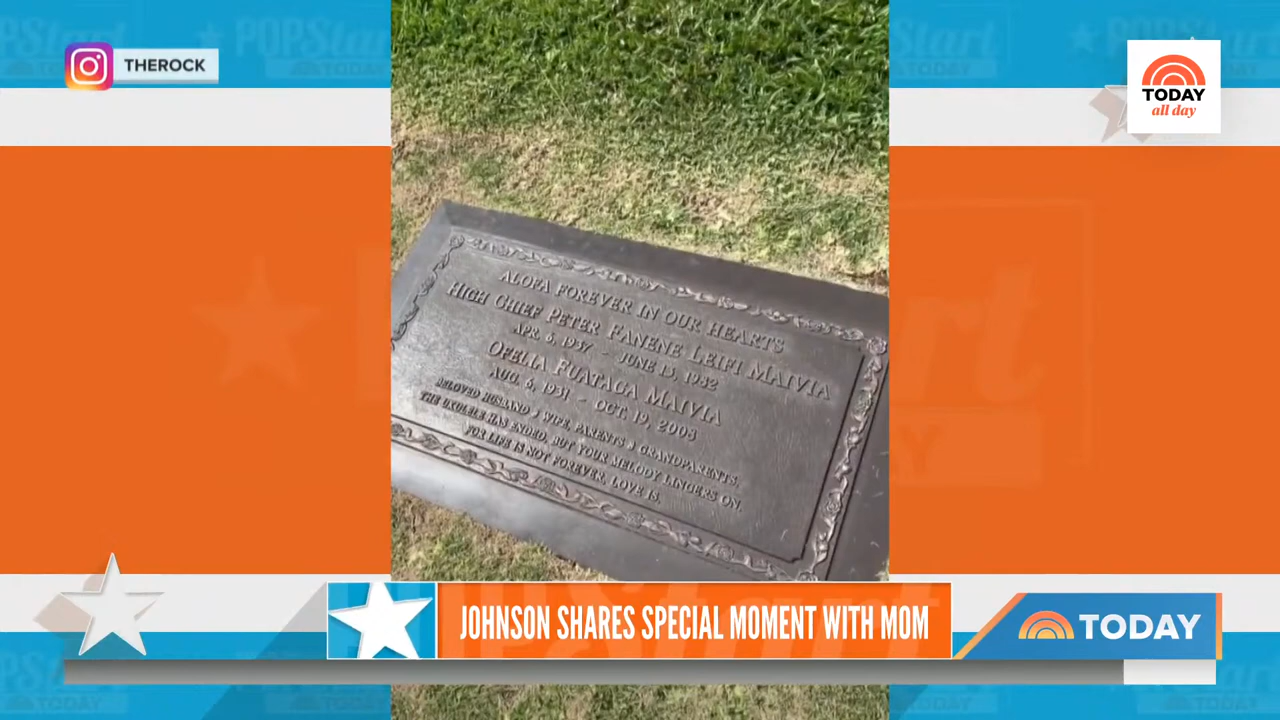 THEROCK
TODAY
all day
ALOFA FOREVER IN OUR HEARTS
HIGH CHIEF PETER FANENE LEIFI MAIVIA
APR. 6, 1937 - JUNE 13, 1982
OFELIA FUATAGA MAIVIA
AUG. 6, 1931 - OCT. 19, 2008
BELOVED HUSBAND & WIFE, PARENTS & GRANDPARENTS.
THE UKULELE HAS ENDED, BUT YOUR MELODY LINGERS ON.
FOR LIFE IS NOT FOREVER, LOVE IS.
JOHNSON SHARES SPECIAL MOMENT WITH MOM
TODAY